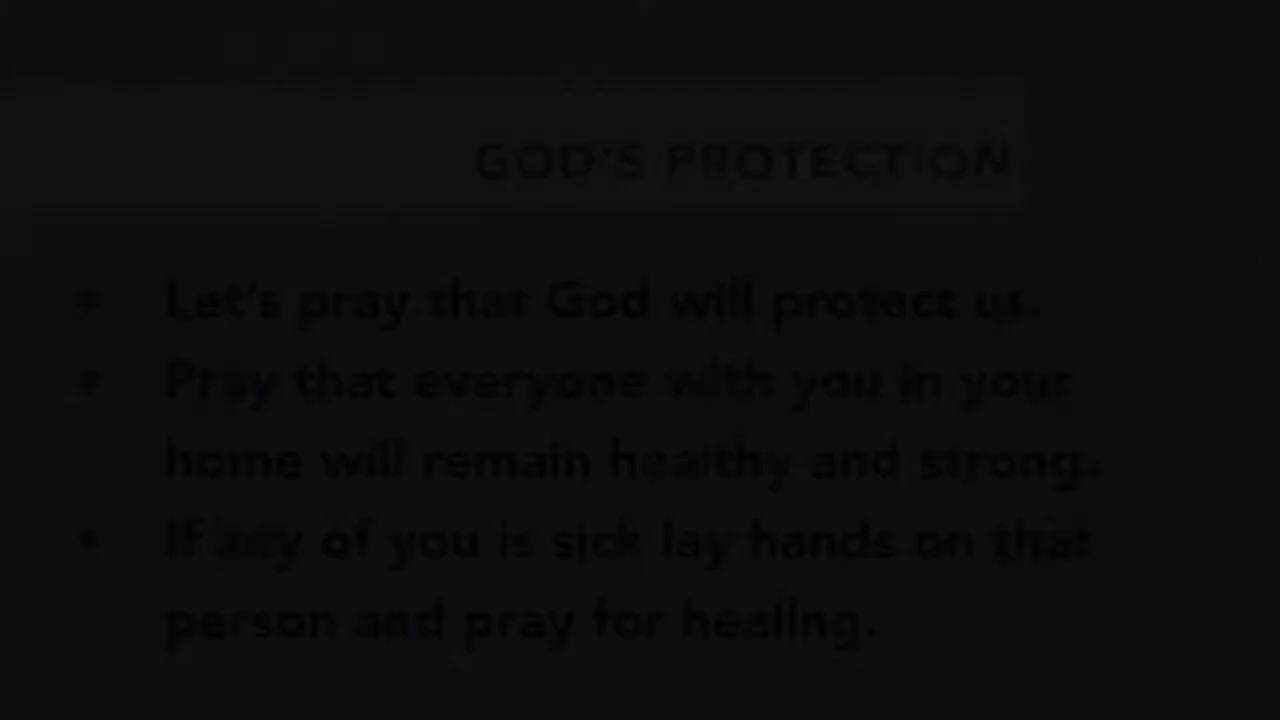 GOD'S PROTECTION
• Let's pray that God will protect us.
• Pray that everyone with you in your
home will remain healthy and strong.
• If any of you is sick lay hands on that
person and pray for healing.